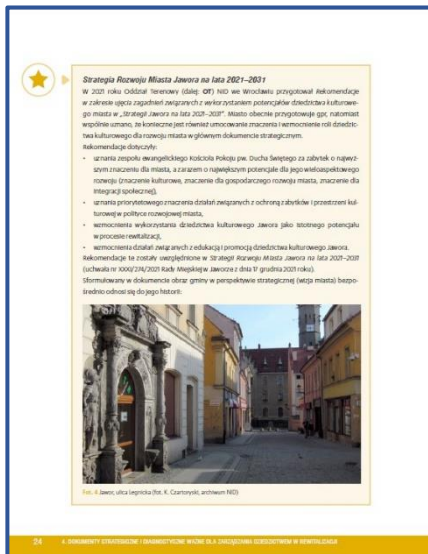 Strategia Rozwoju Miasta Jawora na lata 2021–2031
W 2021 roku Oddział Terenowy (dalej: OT) NID we Wrocławiu przygotował Rekomendacje
w zakresie ujęcia zagadnień związanych z wykorzystaniem potencjałów dziedzictwa kulturowe-
go miasta w „Strategii Jawora na lata 2021–2031”. Miasto obecnie przygotowuje gpr, natomiast
wspólnie uznano, że konieczne jest również umocowanie znaczenia i wzmocnienie roli dziedzic-
twa kulturowego dla rozwoju miasta w głównym dokumencie strategicznym.
Rekomendacje dotyczyły:
• uznania zespołu ewangelickiego Kościoła Pokoju pw. Ducha Świętego za zabytek o najwyż-
szym znaczeniu dla miasta, a zarazem o największym potencjale dla jego wieloaspektowego
rozwoju (znaczenie kulturowe, znaczenie dla gospodarczego rozwoju miasta, znaczenie dla
integracji społecznej),
• uznania priorytetowego znaczenia działań związanych z ochroną zabytków i przestrzeni kul-
turowej w polityce rozwojowej miasta,
• wzmocnienia wykorzystania dziedzictwa kulturowego Jawora jako istotnego potencjału
w procesie rewitalizacji,
• wzmocnienia działań związanych z edukacją i promocją dziedzictwa kulturowego Jawora.
Rekomendacje te zostały uwzględnione w Strategii Rozwoju Miasta Jawora na lata 2021–2031
(uchwała nr XXXI/274/2021 Rady Miejskiej w Jaworze z dnia 17 grudnia 2021 roku).
Sformułowany w dokumencie obraz gminy w perspektywie strategicznej (wizja miasta) bezpo-
średnio odnosi się do jego historii:
Fot. 4 Jawor, ulica Legnicka (fot. K. Czartoryski, archiwum NID)
24 4. DOKUMENTY STRATEGICZNE I DIAGNOSTYCZNE WAŻNE DLA ZARZĄDZANIA DZIEDZICTWEM W REWITALIZACJI